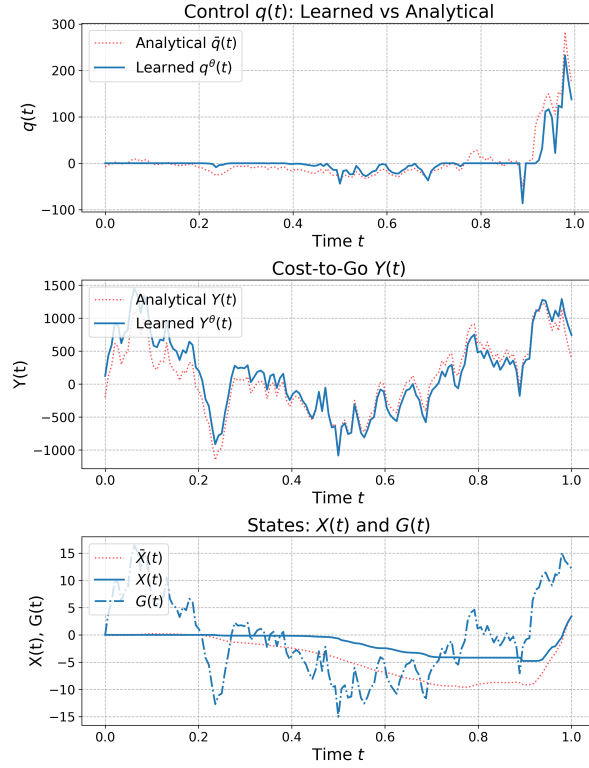 Control q(t): Learned vs Analytical
300
200
100
0
−100
q(t)
Analytical q̄(t)
Learned qᶿ(t)
0.0 0.2 0.4 0.6 0.8 1.0
Time t
Cost-to-Go Y(t)
1500
1000
500
0
−500
−1000
Y(t)
Analytical Y(t)
Learned Yᶿ(t)
0.0 0.2 0.4 0.6 0.8 1.0
Time t
States: X(t) and G(t)
15
10
5
0
−5
−10
−15
X(t), G(t)
X̄(t)
X(t)
G(t)
0.0 0.2 0.4 0.6 0.8 1.0
Time t